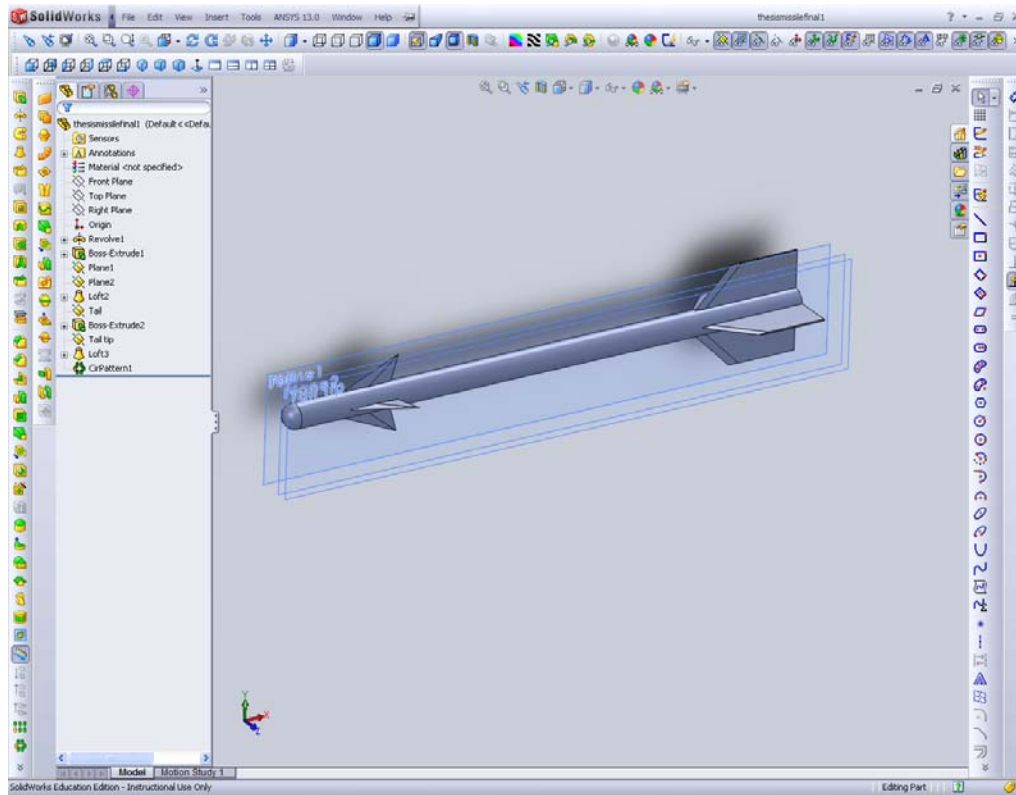 SolidWorks File Edit View Insert Tools ANSYS 13.0 Window Help thesismissilefinal1
thesismisslefinal1 (Default<<Defau
Sensors
Annotations
Material <not specified>
Front Plane
Top Plane
Right Plane
Origin
Revolve1
Boss-Extrude1
Plane1
Plane2
Loft2
Tail
Boss-Extrude2
Tail tip
Loft3
CirPattern1
Y
X
Z
Model Motion Study 1
SolidWorks Education Edition - Instructional Use Only Editing Part